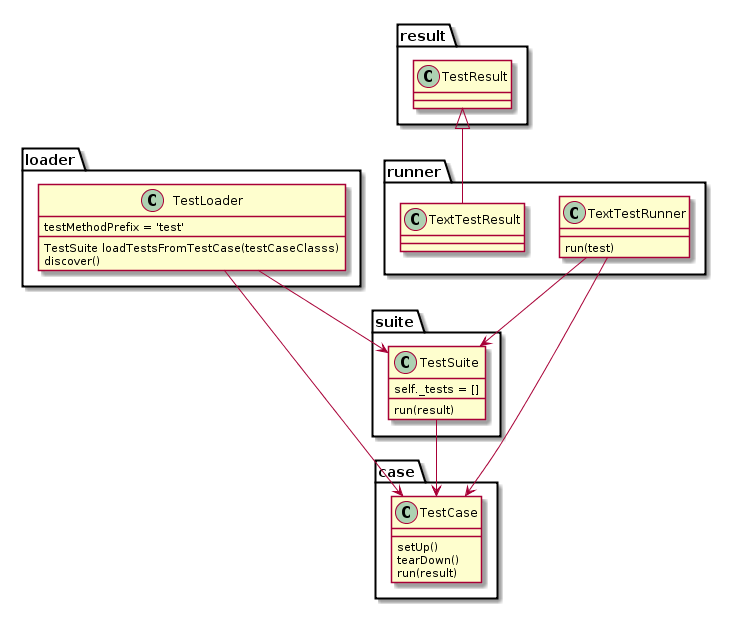 result
C TestResult
loader
C TestLoader
testMethodPrefix = 'test'
TestSuite loadTestsFromTestCase(testCaseClasss)
discover()
runner
C TextTestResult
C TextTestRunner
run(test)
suite
C TestSuite
self._tests = []
run(result)
case
C TestCase
setUp()
tearDown()
run(result)